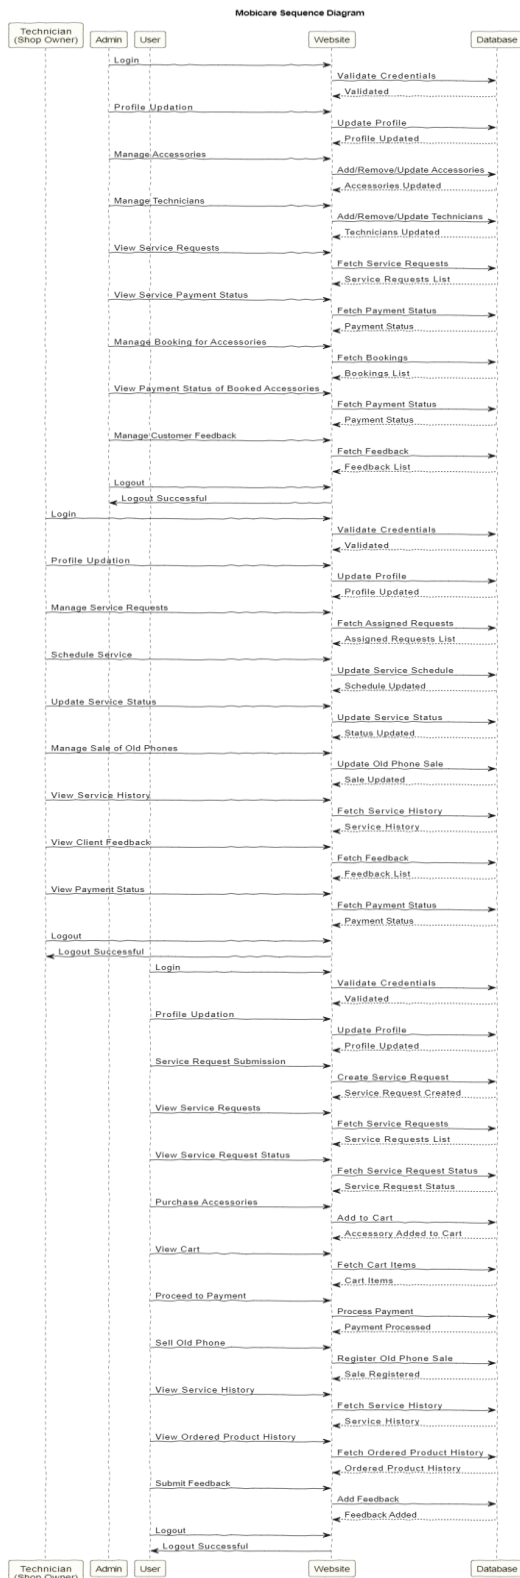 Mobicare Sequence Diagram
Technician
(Shop Owner)
Admin
User
Website
Database
Login
Validate Credentials
Validated
Profile Updation
Update Profile
Profile Updated
Manage Accessories
Add/Remove/Update Accessories
Accessories Updated
Manage Technicians
Add/Remove/Update Technicians
Technicians Updated
View Service Requests
Fetch Service Requests
Service Requests List
View Service Payment Status
Fetch Payment Status
Payment Status
Manage Booking for Accessories
Fetch Bookings
Bookings List
View Payment Status of Booked Accessories
Fetch Payment Status
Payment Status
Manage Customer Feedback
Fetch Feedback
Feedback List
Logout
Logout Successful
Login
Validate Credentials
Validated
Profile Updation
Update Profile
Profile Updated
Manage Service Requests
Fetch Assigned Requests
Assigned Requests List
Schedule Service
Update Service Schedule
Schedule Updated
Update Service Status
Update Service Status
Status Updated
Manage Sale of Old Phones
Update Old Phone Sale
Sale Updated
View Service History
Fetch Service History
Service History
View Client Feedback
Fetch Feedback
Feedback List
View Payment Status
Fetch Payment Status
Payment Status
Logout
Logout Successful
Login
Validate Credentials
Validated
Profile Updation
Update Profile
Profile Updated
Service Request Submission
Create Service Request
Service Request Created
View Service Requests
Fetch Service Requests
Service Requests List
View Service Request Status
Fetch Service Request Status
Service Request Status
Purchase Accessories
Add to Cart
Accessory Added to Cart
View Cart
Fetch Cart Items
Cart Items
Proceed to Payment
Process Payment
Payment Processed
Sell Old Phone
Register Old Phone Sale
Sale Registered
View Service History
Fetch Service History
Service History
View Ordered Product History
Fetch Ordered Product History
Ordered Product History
Submit Feedback
Add Feedback
Feedback Added
Logout
Logout Successful
Technician
(Shop Owner)
Admin
User
Website
Database